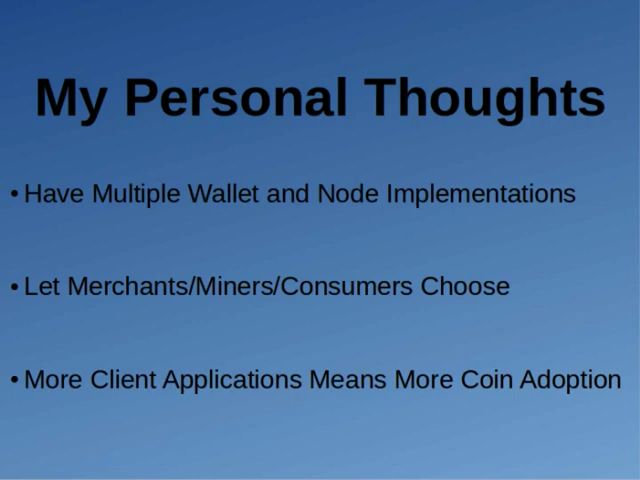 My Personal Thoughts
• Have Multiple Wallet and Node Implementations
• Let Merchants/Miners/Consumers Choose
• More Client Applications Means More Coin Adoption